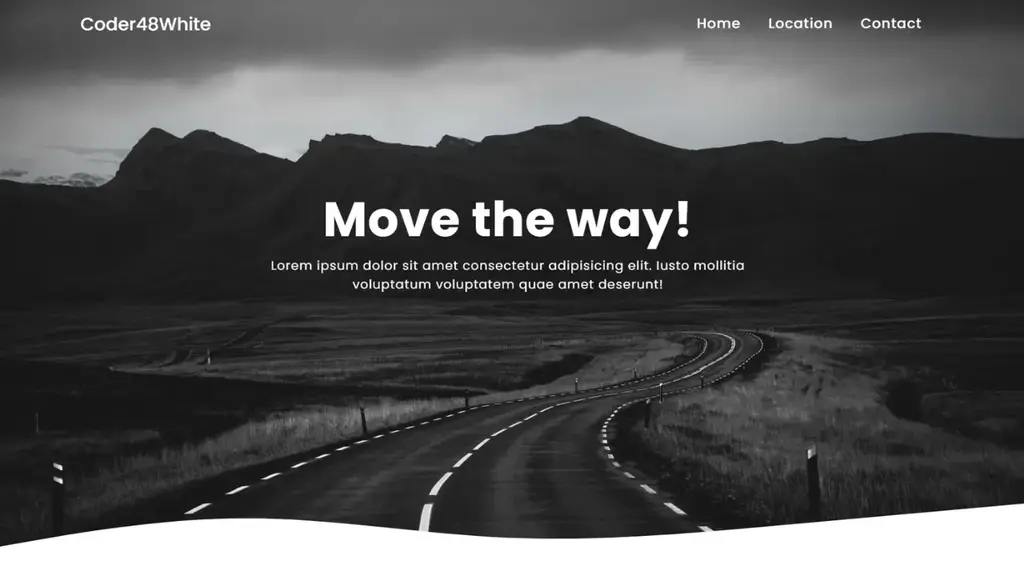 Coder48White
Home Location Contact
Move the way!
Lorem ipsum dolor sit amet consectetur adipisicing elit. Iusto mollitia
voluptatum voluptatem quae amet deserunt!